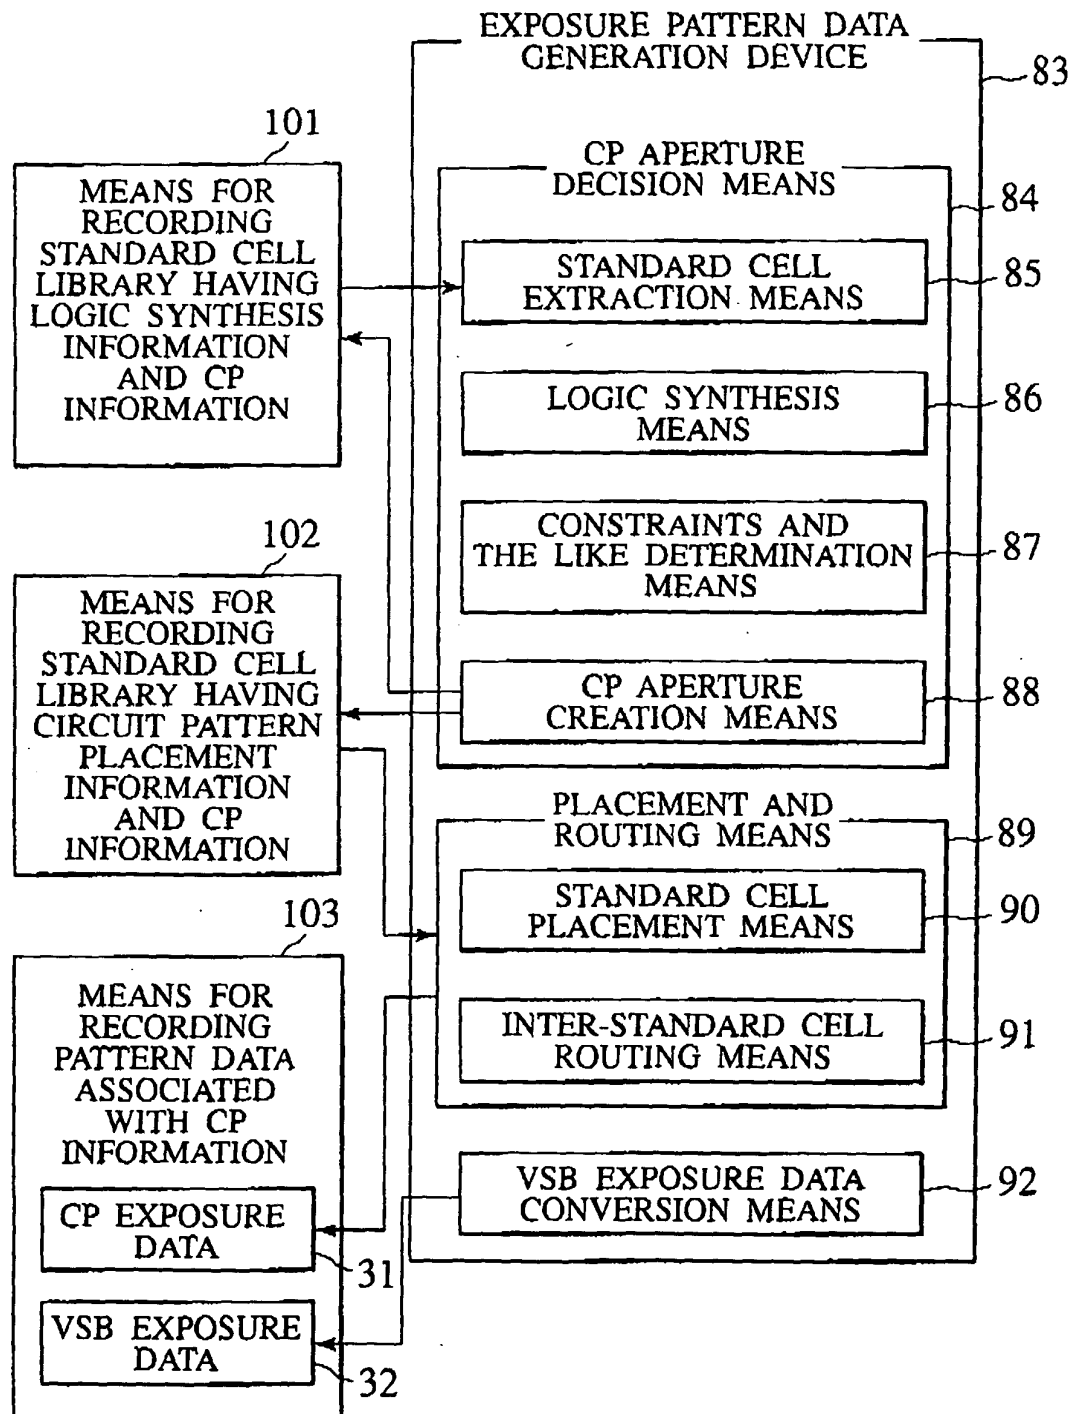 EXPOSURE PATTERN DATA
GENERATION DEVICE
83
101
MEANS FOR
RECORDING
STANDARD CELL
LIBRARY HAVING
LOGIC SYNTHESIS
INFORMATION
AND CP
INFORMATION
CP APERTURE
DECISION MEANS
84
STANDARD CELL
EXTRACTION MEANS
85
LOGIC SYNTHESIS
MEANS
86
CONSTRAINTS AND
THE LIKE DETERMINATION
MEANS
87
CP APERTURE
CREATION MEANS
88
102
MEANS FOR
RECORDING
STANDARD CELL
LIBRARY HAVING
CIRCUIT PATTERN
PLACEMENT
INFORMATION
AND CP
INFORMATION
PLACEMENT AND
ROUTING MEANS
89
STANDARD CELL
PLACEMENT MEANS
90
INTER-STANDARD CELL
ROUTING MEANS
91
VSB EXPOSURE DATA
CONVERSION MEANS
92
103
MEANS FOR
RECORDING
PATTERN DATA
ASSOCIATED
WITH CP
INFORMATION
CP EXPOSURE
DATA
31
VSB EXPOSURE
DATA
32